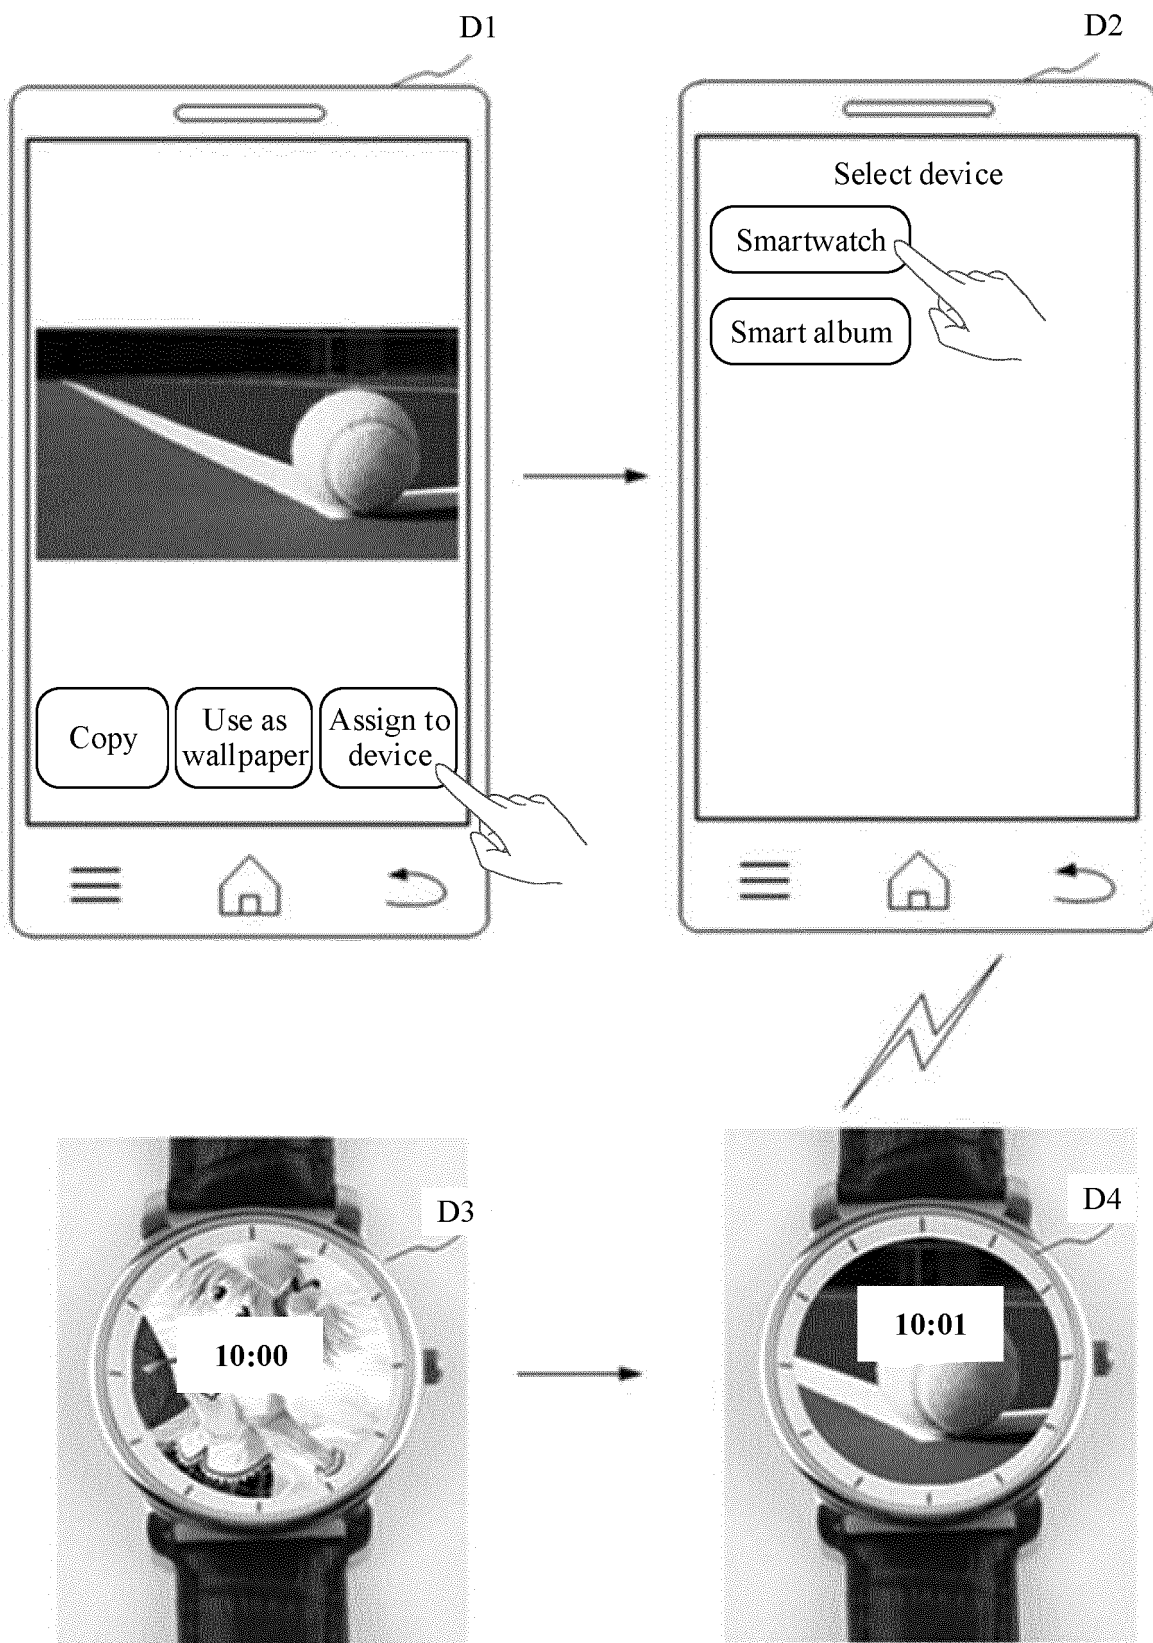 D1
D2
Select device
Smartwatch
Smart album
Copy
Use as
wallpaper
Assign to
device
D3
D4
10:00
10:01